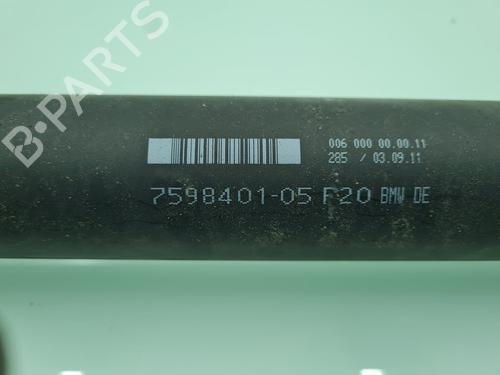 B-PARTS
006 000 00.00.11
285 / 03.09.11
7598401-05 F20 BMW DE